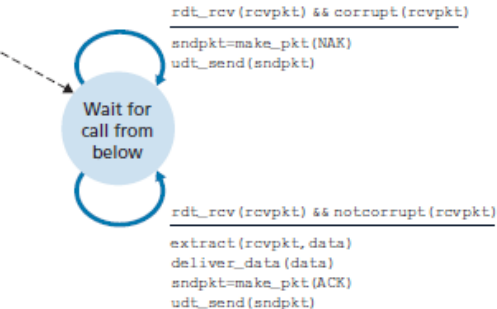 rdt_rcv(rcvpkt) && corrupt(rcvpkt)
sndpkt=make_pkt(NAK)
udt_send(sndpkt)
Wait for
call from
below
rdt_rcv(rcvpkt) && notcorrupt(rcvpkt)
extract(rcvpkt,data)
deliver_data(data)
sndpkt=make_pkt(ACK)
udt_send(sndpkt)